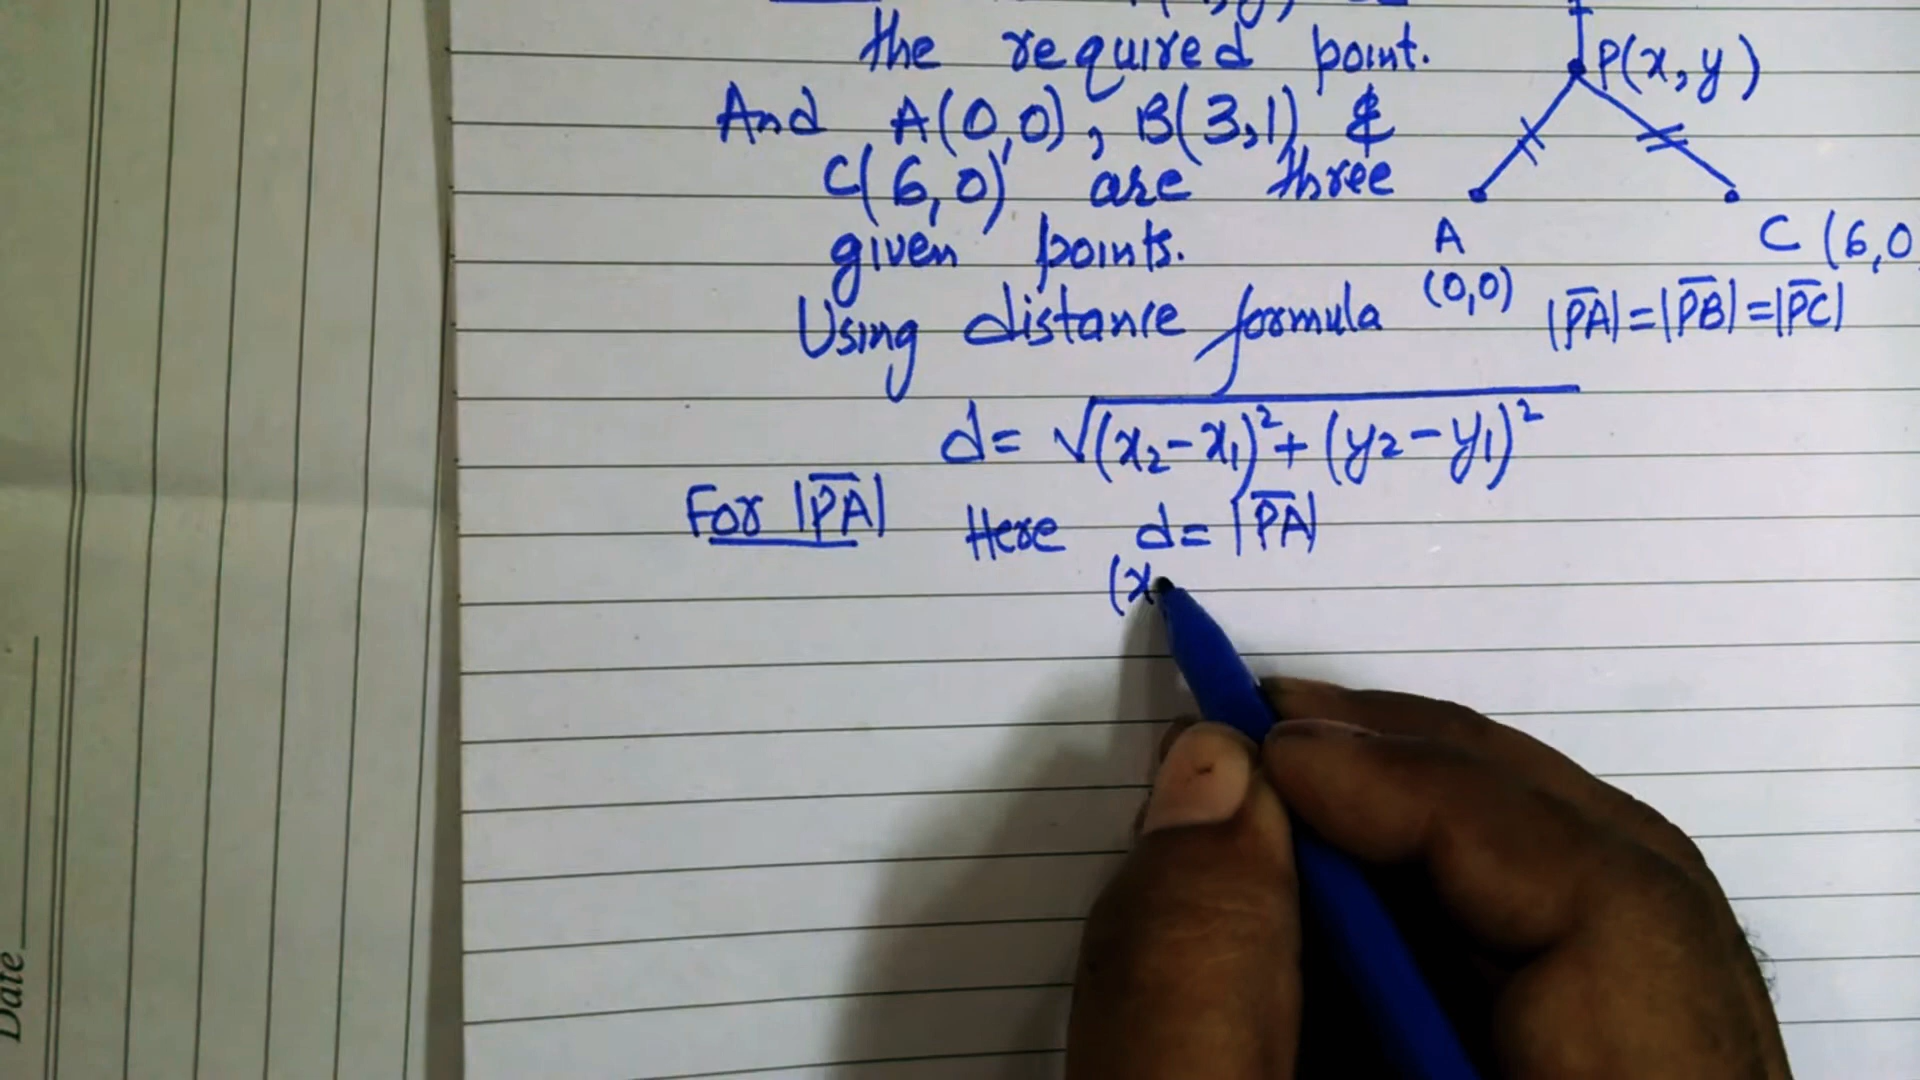 the required point.
P(x, y)
And A(0,0), B(3,1) &
C(6,0) are three
given points.
A
C (6,0
(0,0)
Using distance formula
|PA| = |PB| = |PC|
d = √(x₂-x₁)² + (y₂-y₁)²
For |PA| Here d = |PA|
(x
Date